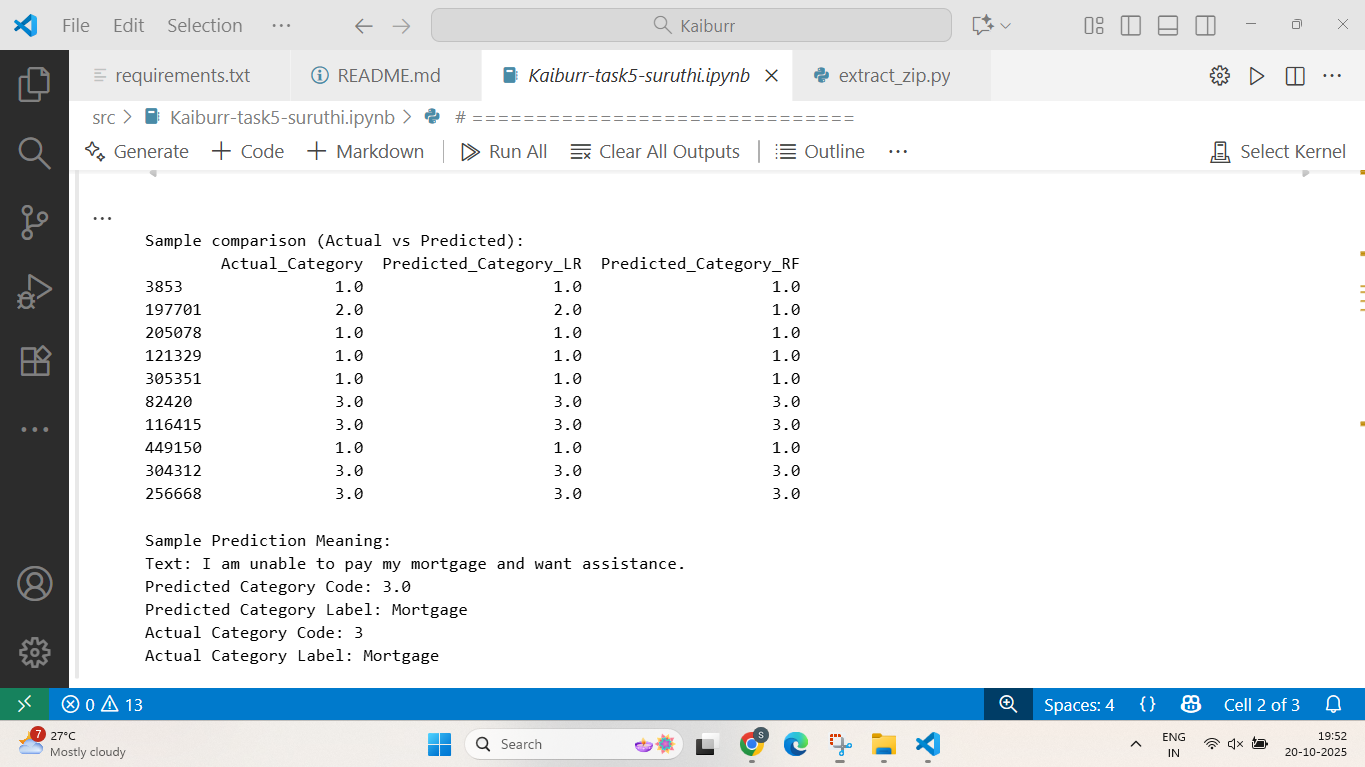 File Edit Selection ··· Kaiburr
requirements.txt README.md Kaiburr-task5-suruthi.ipynb extract_zip.py ···
src > Kaiburr-task5-suruthi.ipynb > # ==============================
Generate + Code + Markdown Run All Clear All Outputs Outline ··· Select Kernel
...
Sample comparison (Actual vs Predicted):
Actual_Category Predicted_Category_LR Predicted_Category_RF
3853 1.0 1.0 1.0
197701 2.0 2.0 1.0
205078 1.0 1.0 1.0
121329 1.0 1.0 1.0
305351 1.0 1.0 1.0
82420 3.0 3.0 3.0
116415 3.0 3.0 3.0
449150 1.0 1.0 1.0
304312 3.0 3.0 3.0
256668 3.0 3.0 3.0
Sample Prediction Meaning:
Text: I am unable to pay my mortgage and want assistance.
Predicted Category Code: 3.0
Predicted Category Label: Mortgage
Actual Category Code: 3
Actual Category Label: Mortgage
0 13 Spaces: 4 {} Cell 2 of 3
7 27°C
Mostly cloudy
Search
S
ENG
IN
19:52
20-10-2025